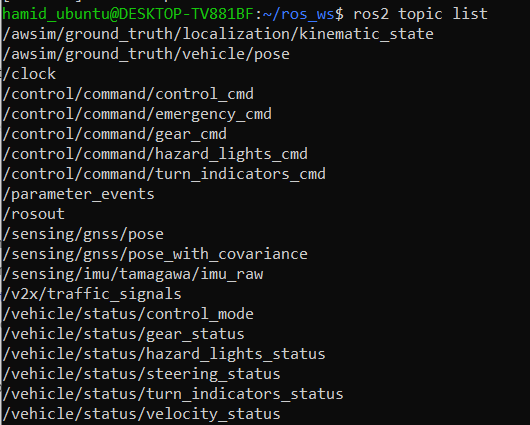 hamid_ubuntu@DESKTOP-TV881BF:~/ros_ws$ ros2 topic list
/awsim/ground_truth/localization/kinematic_state
/awsim/ground_truth/vehicle/pose
/clock
/control/command/control_cmd
/control/command/emergency_cmd
/control/command/gear_cmd
/control/command/hazard_lights_cmd
/control/command/turn_indicators_cmd
/parameter_events
/rosout
/sensing/gnss/pose
/sensing/gnss/pose_with_covariance
/sensing/imu/tamagawa/imu_raw
/v2x/traffic_signals
/vehicle/status/control_mode
/vehicle/status/gear_status
/vehicle/status/hazard_lights_status
/vehicle/status/steering_status
/vehicle/status/turn_indicators_status
/vehicle/status/velocity_status